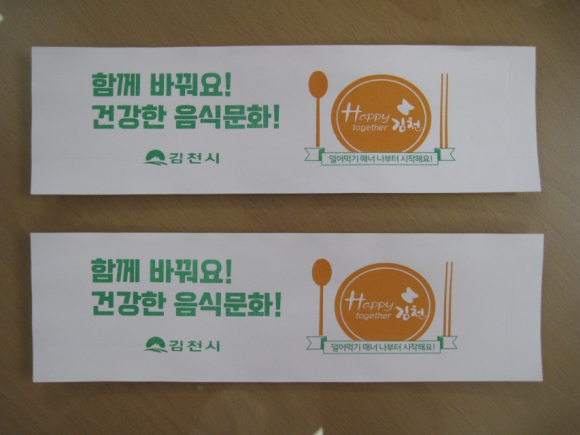 함께 바꿔요!
건강한 음식문화!
김천시
Happy
together 김천
덜어먹기 매너 나부터 시작해요!
함께 바꿔요!
건강한 음식문화!
김천시
Happy
together 김천
덜어먹기 매너 나부터 시작해요!